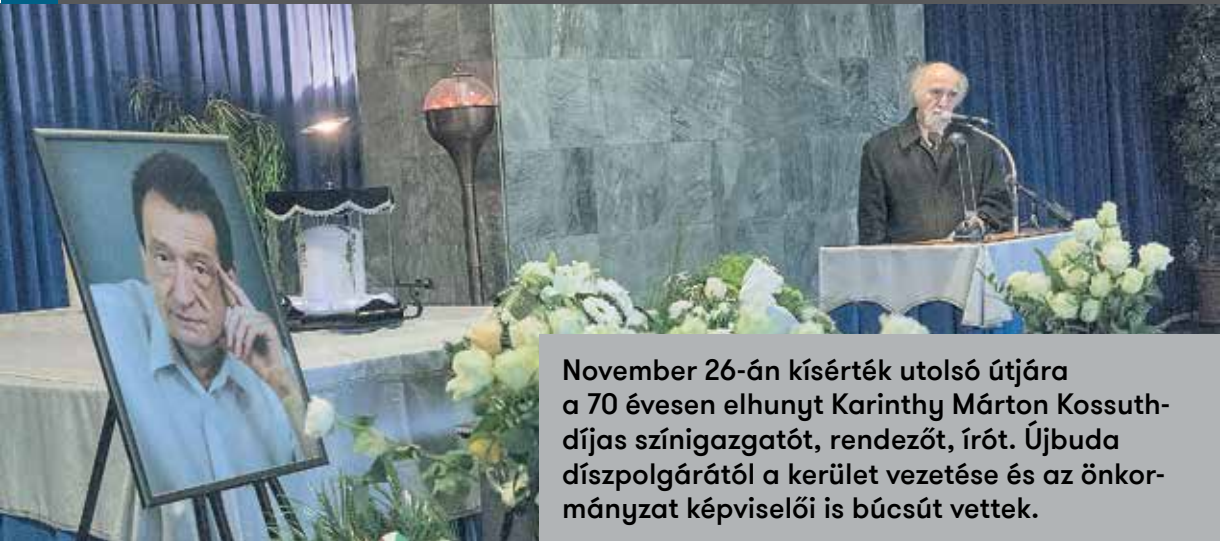 November 26-án kísérték utolsó útjára
a 70 évesen elhunyt Karinthy Márton Kossuth-
díjas színigazgatót, rendezőt, írót. Újbuda
díszpolgárától a kerület vezetése és az önkor-
mányzat képviselői is búcsút vettek.